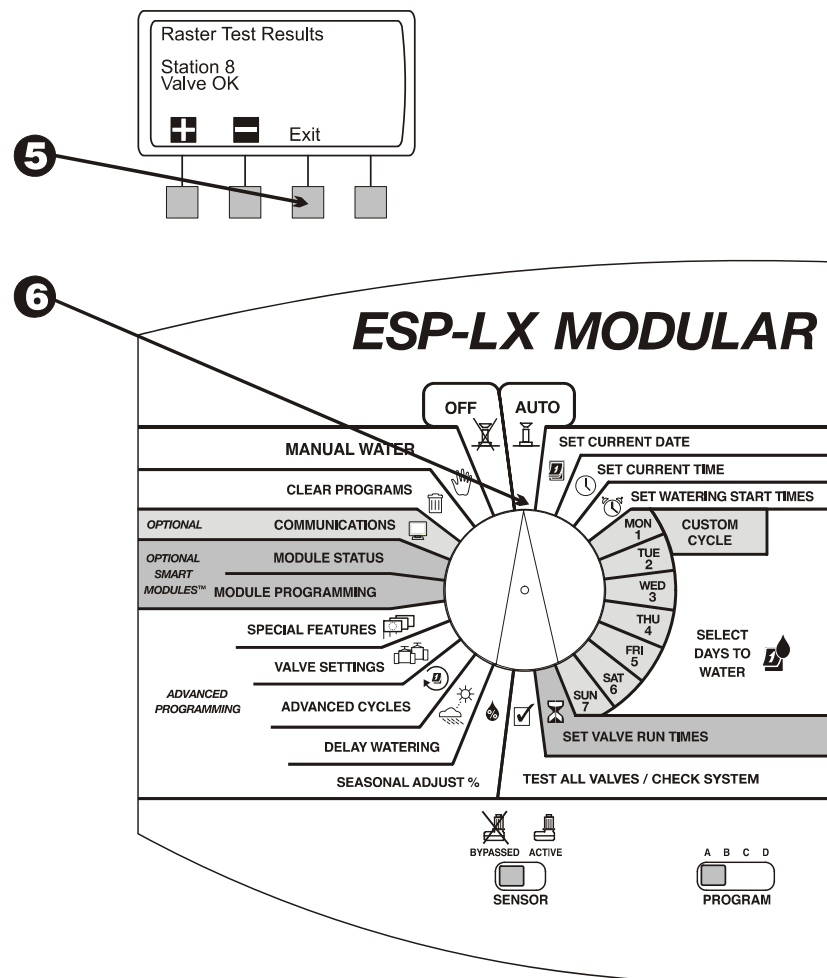 Raster Test Results
Station 8
Valve OK
+ − Exit
5
6
ESP-LX MODULAR
OFF
AUTO
MANUAL WATER
SET CURRENT DATE
CLEAR PROGRAMS
SET CURRENT TIME
SET WATERING START TIMES
OPTIONAL
COMMUNICATIONS
MON
1
CUSTOM
CYCLE
OPTIONAL
SMART
MODULES™
MODULE STATUS
MODULE PROGRAMMING
TUE
2
WED
3
THU
4
FRI
5
SAT
6
SUN
7
SELECT
DAYS TO
WATER
SPECIAL FEATURES
VALVE SETTINGS
ADVANCED
PROGRAMMING
ADVANCED CYCLES
DELAY WATERING
SEASONAL ADJUST %
%
SET VALVE RUN TIMES
TEST ALL VALVES / CHECK SYSTEM
BYPASSED ACTIVE
SENSOR
A B C D
PROGRAM